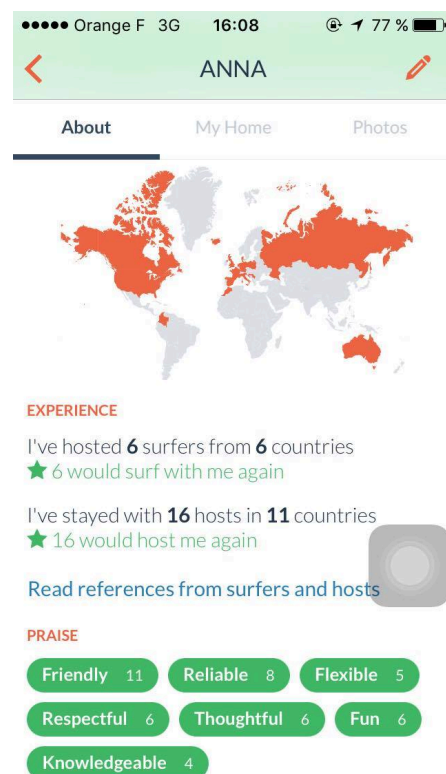 Orange F 3G 16:08 77 %
ANNA
About My Home Photos
EXPERIENCE
I've hosted 6 surfers from 6 countries
6 would surf with me again
I've stayed with 16 hosts in 11 countries
16 would host me again
Read references from surfers and hosts
PRAISE
Friendly 11 Reliable 8 Flexible 5
Respectful 6 Thoughtful 6 Fun 6
Knowledgeable 4